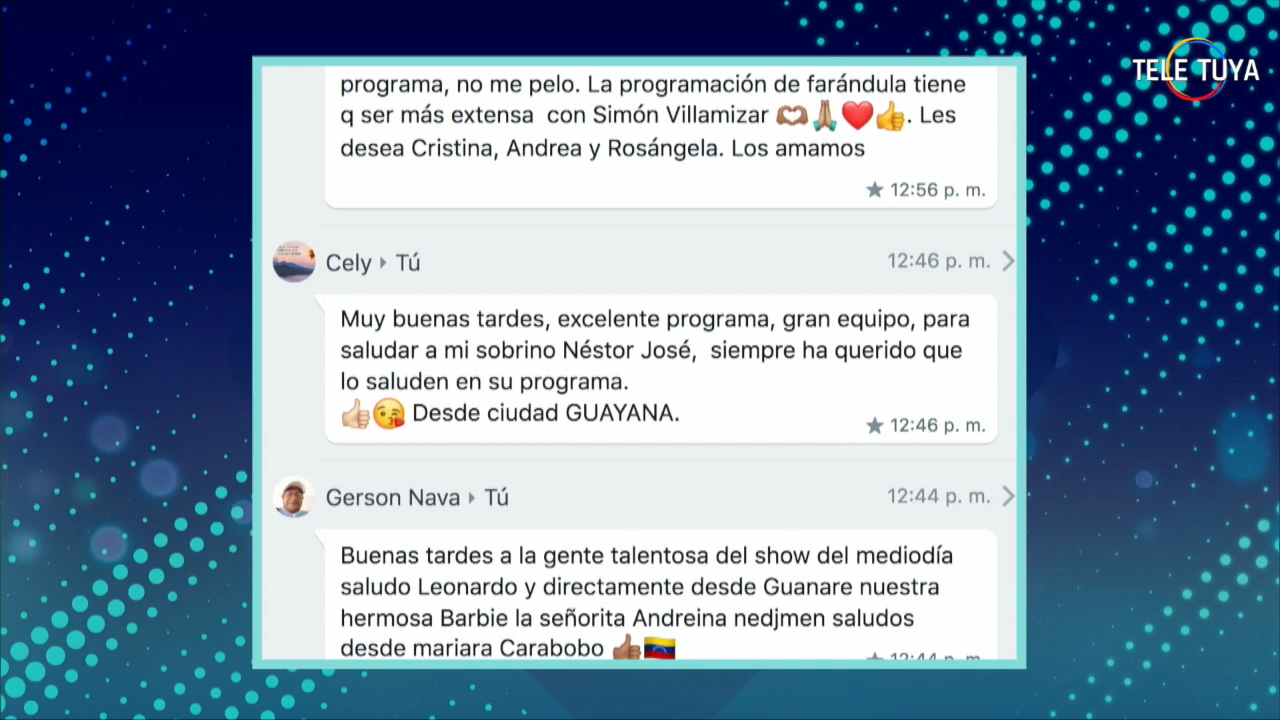 TELE TUYA
programa, no me pelo. La programación de farándula tiene
q ser más extensa  con Simón Villamizar 🫶🏽🙏🏽❤️👍. Les
desea Cristina, Andrea y Rosángela. Los amamos
★ 12:56 p. m.
Cely ▸ Tú 12:46 p. m.
Muy buenas tardes, excelente programa, gran equipo, para
saludar a mi sobrino Néstor José,  siempre ha querido que
lo saluden en su programa.
👍🏼😘 Desde ciudad GUAYANA.
★ 12:46 p. m.
Gerson Nava ▸ Tú 12:44 p. m.
Buenas tardes a la gente talentosa del show del mediodía
saludo Leonardo y directamente desde Guanare nuestra
hermosa Barbie la señorita Andreina nedjmen saludos
desde mariara Carabobo 👍🏾🇻🇪
★ 12:44 p. m.